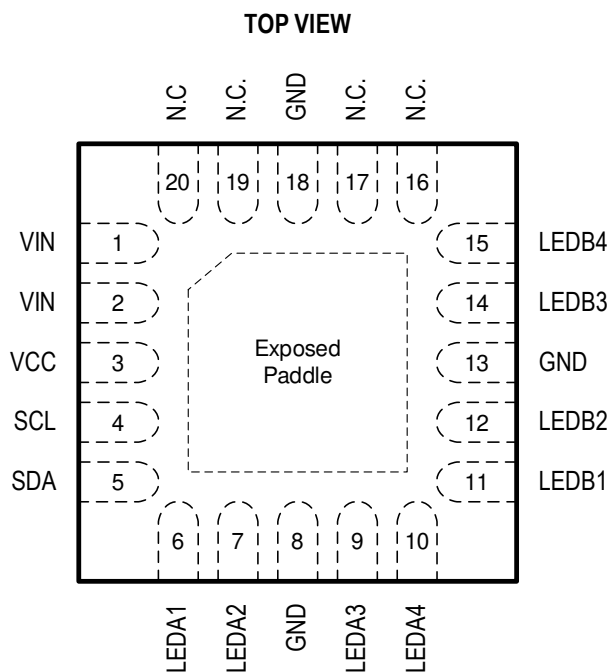 TOP VIEW
N.C
N.C.
GND
N.C.
N.C.
20 19 18 17 16
VIN 1
VIN 2
VCC 3
SCL 4
SDA 5
Exposed
Paddle
15 LEDB4
14 LEDB3
13 GND
12 LEDB2
11 LEDB1
6 7 8 9 10
LEDA1
LEDA2
GND
LEDA3
LEDA4